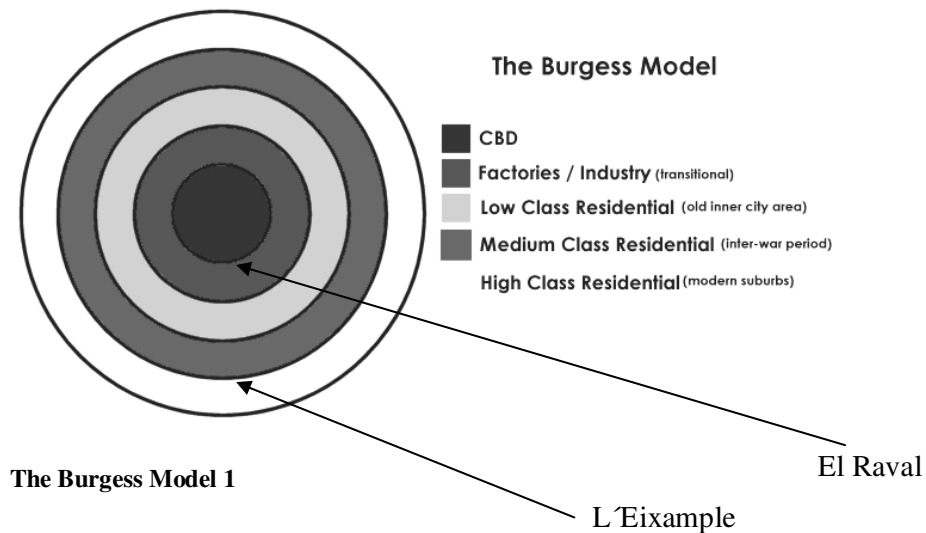 The Burgess Model
CBD
Factories / Industry (transitional)
Low Class Residential (old inner city area)
Medium Class Residential (inter-war period)
High Class Residential (modern suburbs)
El Raval
The Burgess Model 1
L´Eixample